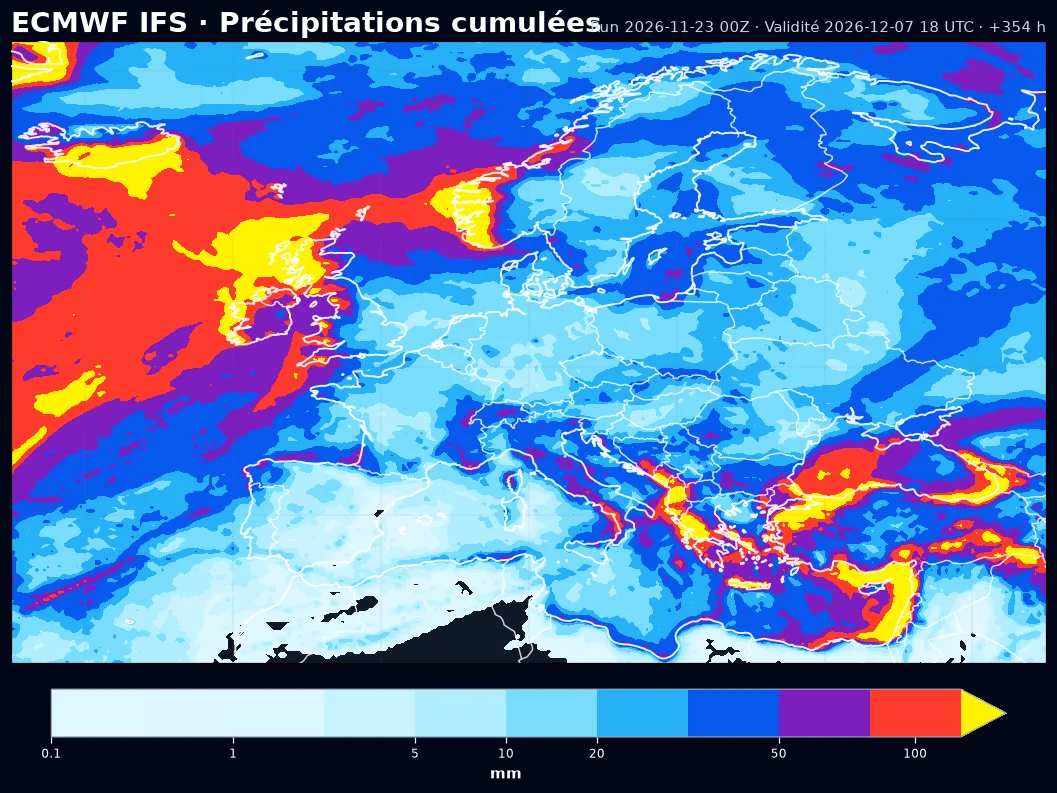 ECMWF IFS · Précipitations cumulées
Run 2026-11-23 00Z · Validité 2026-12-07 18 UTC · +354 h
0.1 1 5 10 20 50 100
mm